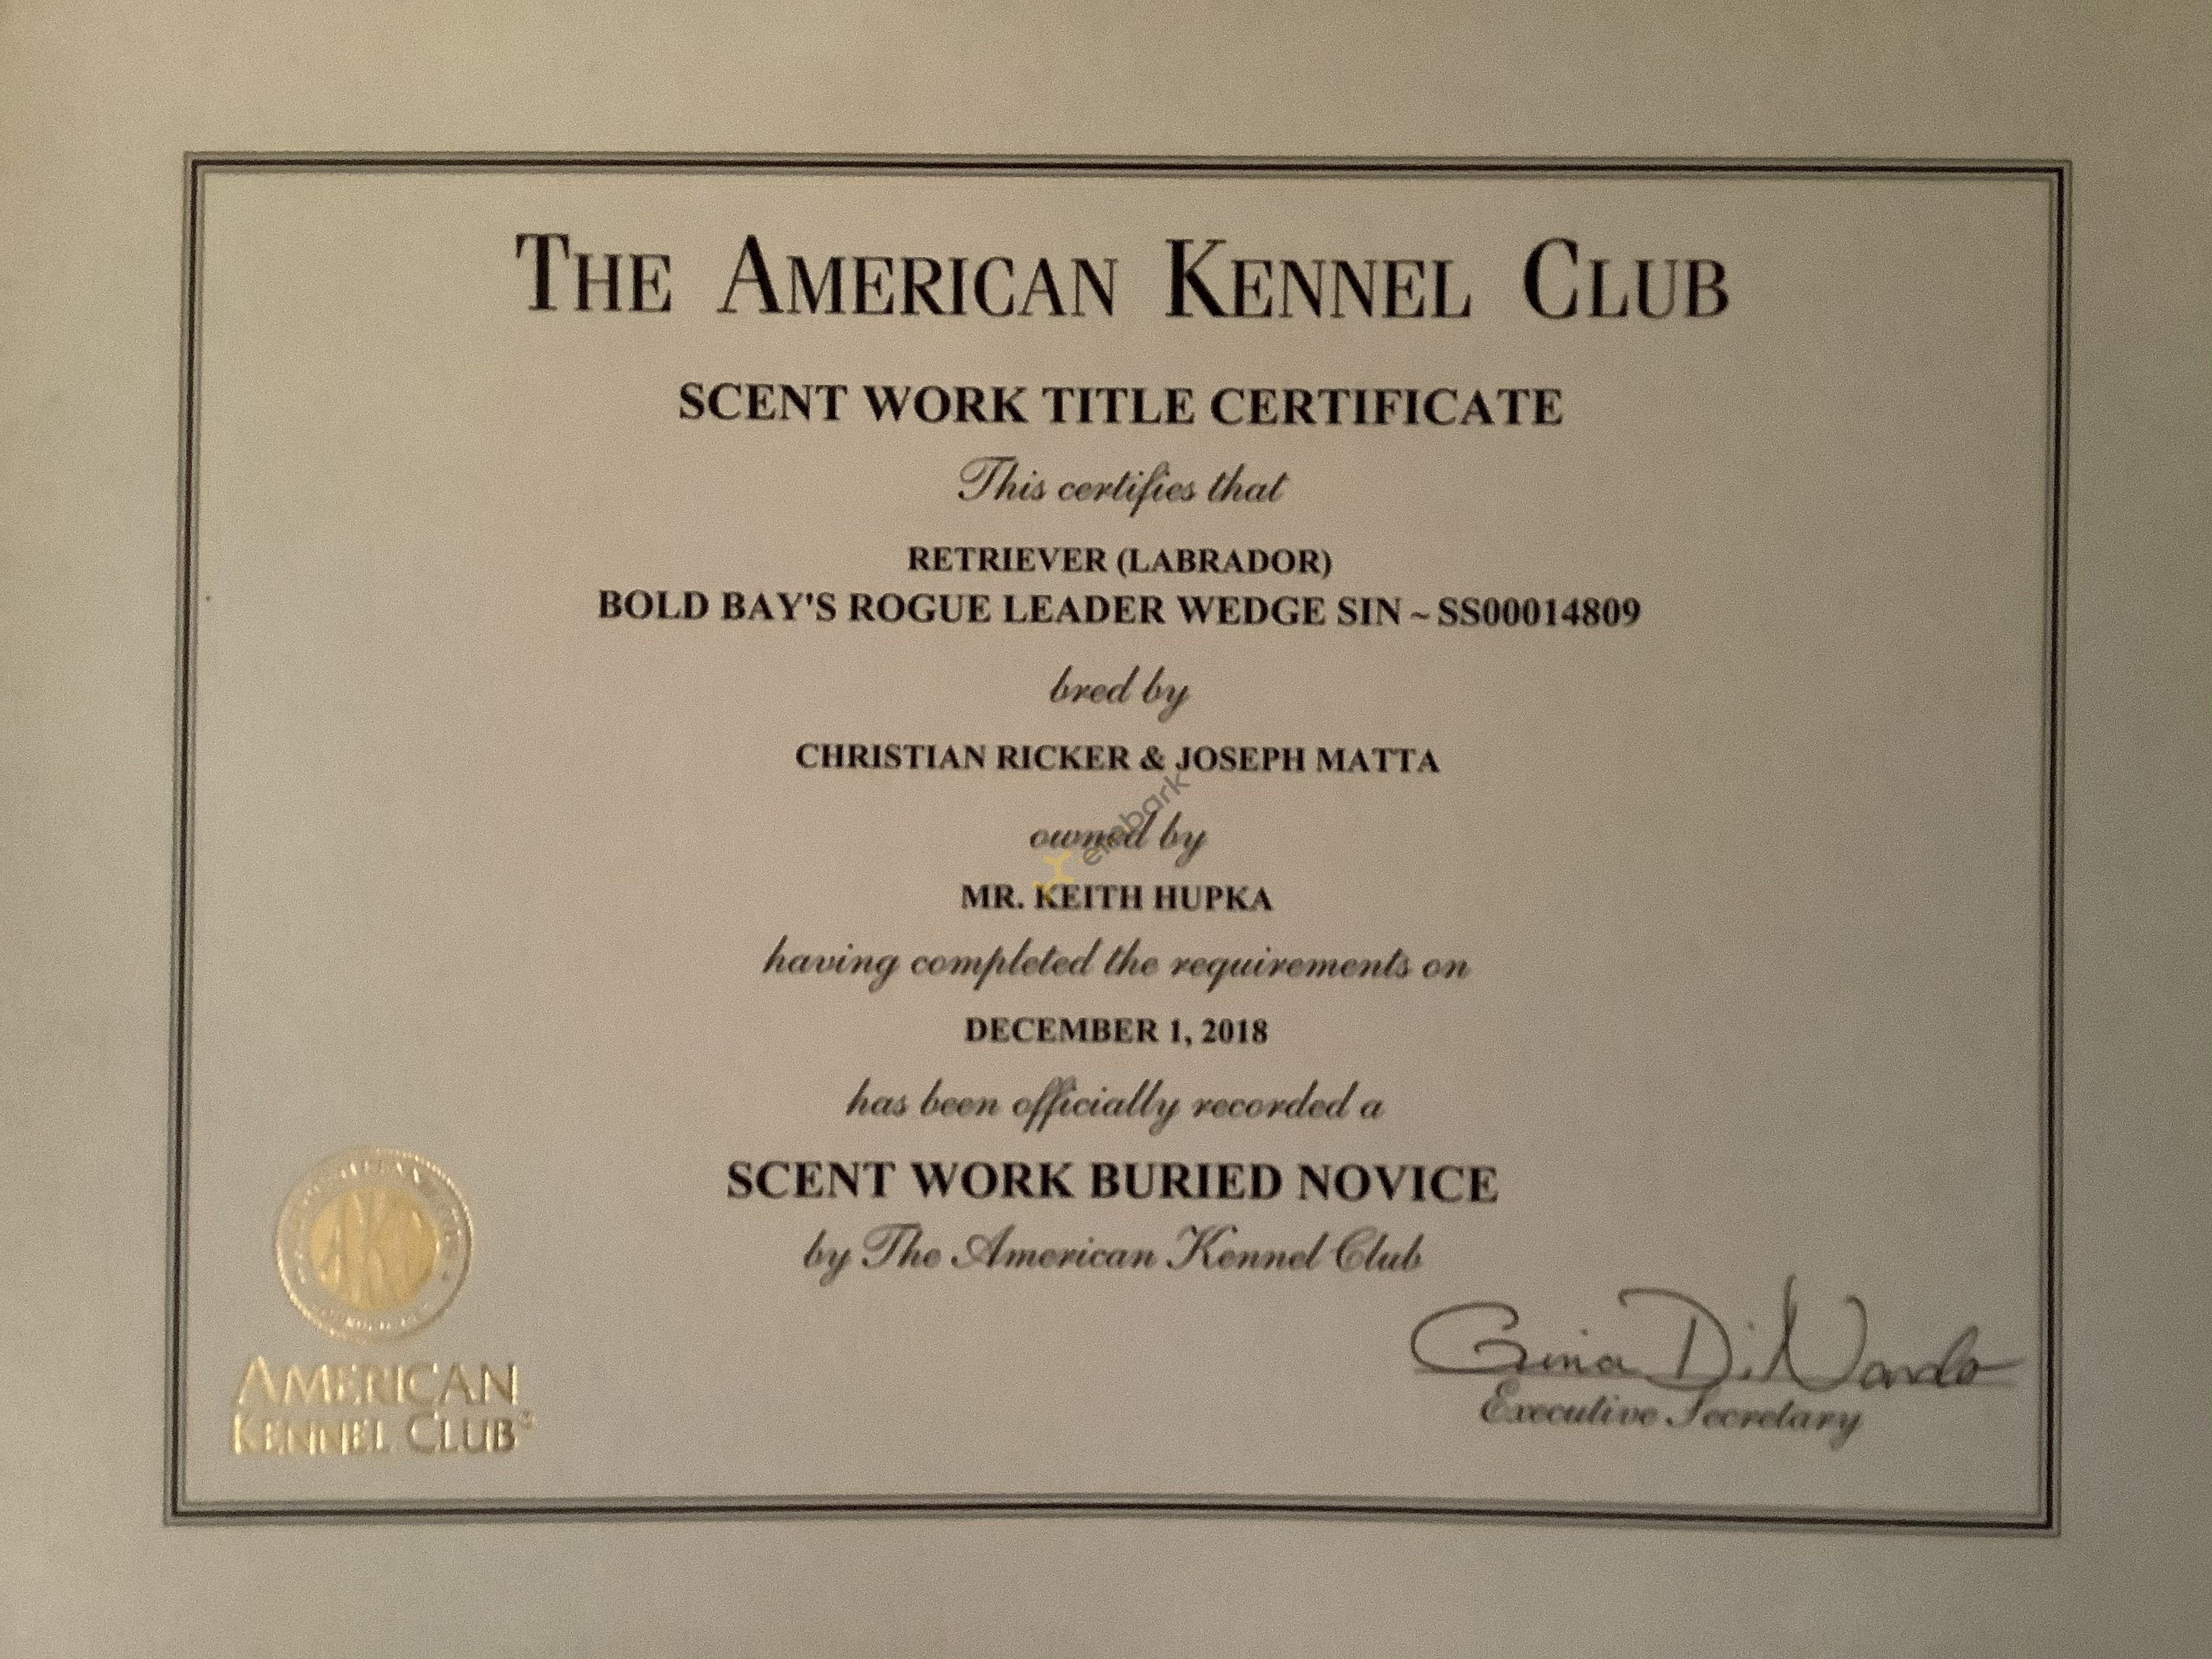 THE AMERICAN KENNEL CLUB
SCENT WORK TITLE CERTIFICATE
This certifies that
RETRIEVER (LABRADOR)
BOLD BAY'S ROGUE LEADER WEDGE SIN ~ SS00014809
bred by
CHRISTIAN RICKER & JOSEPH MATTA
embark
owned by
MR. KEITH HUPKA
having completed the requirements on
DECEMBER 1, 2018
has been officially recorded a
SCENT WORK BURIED NOVICE
by The American Kennel Club
AKC
AMERICAN
KENNEL CLUB®
Gina DiNardo
Executive Secretary